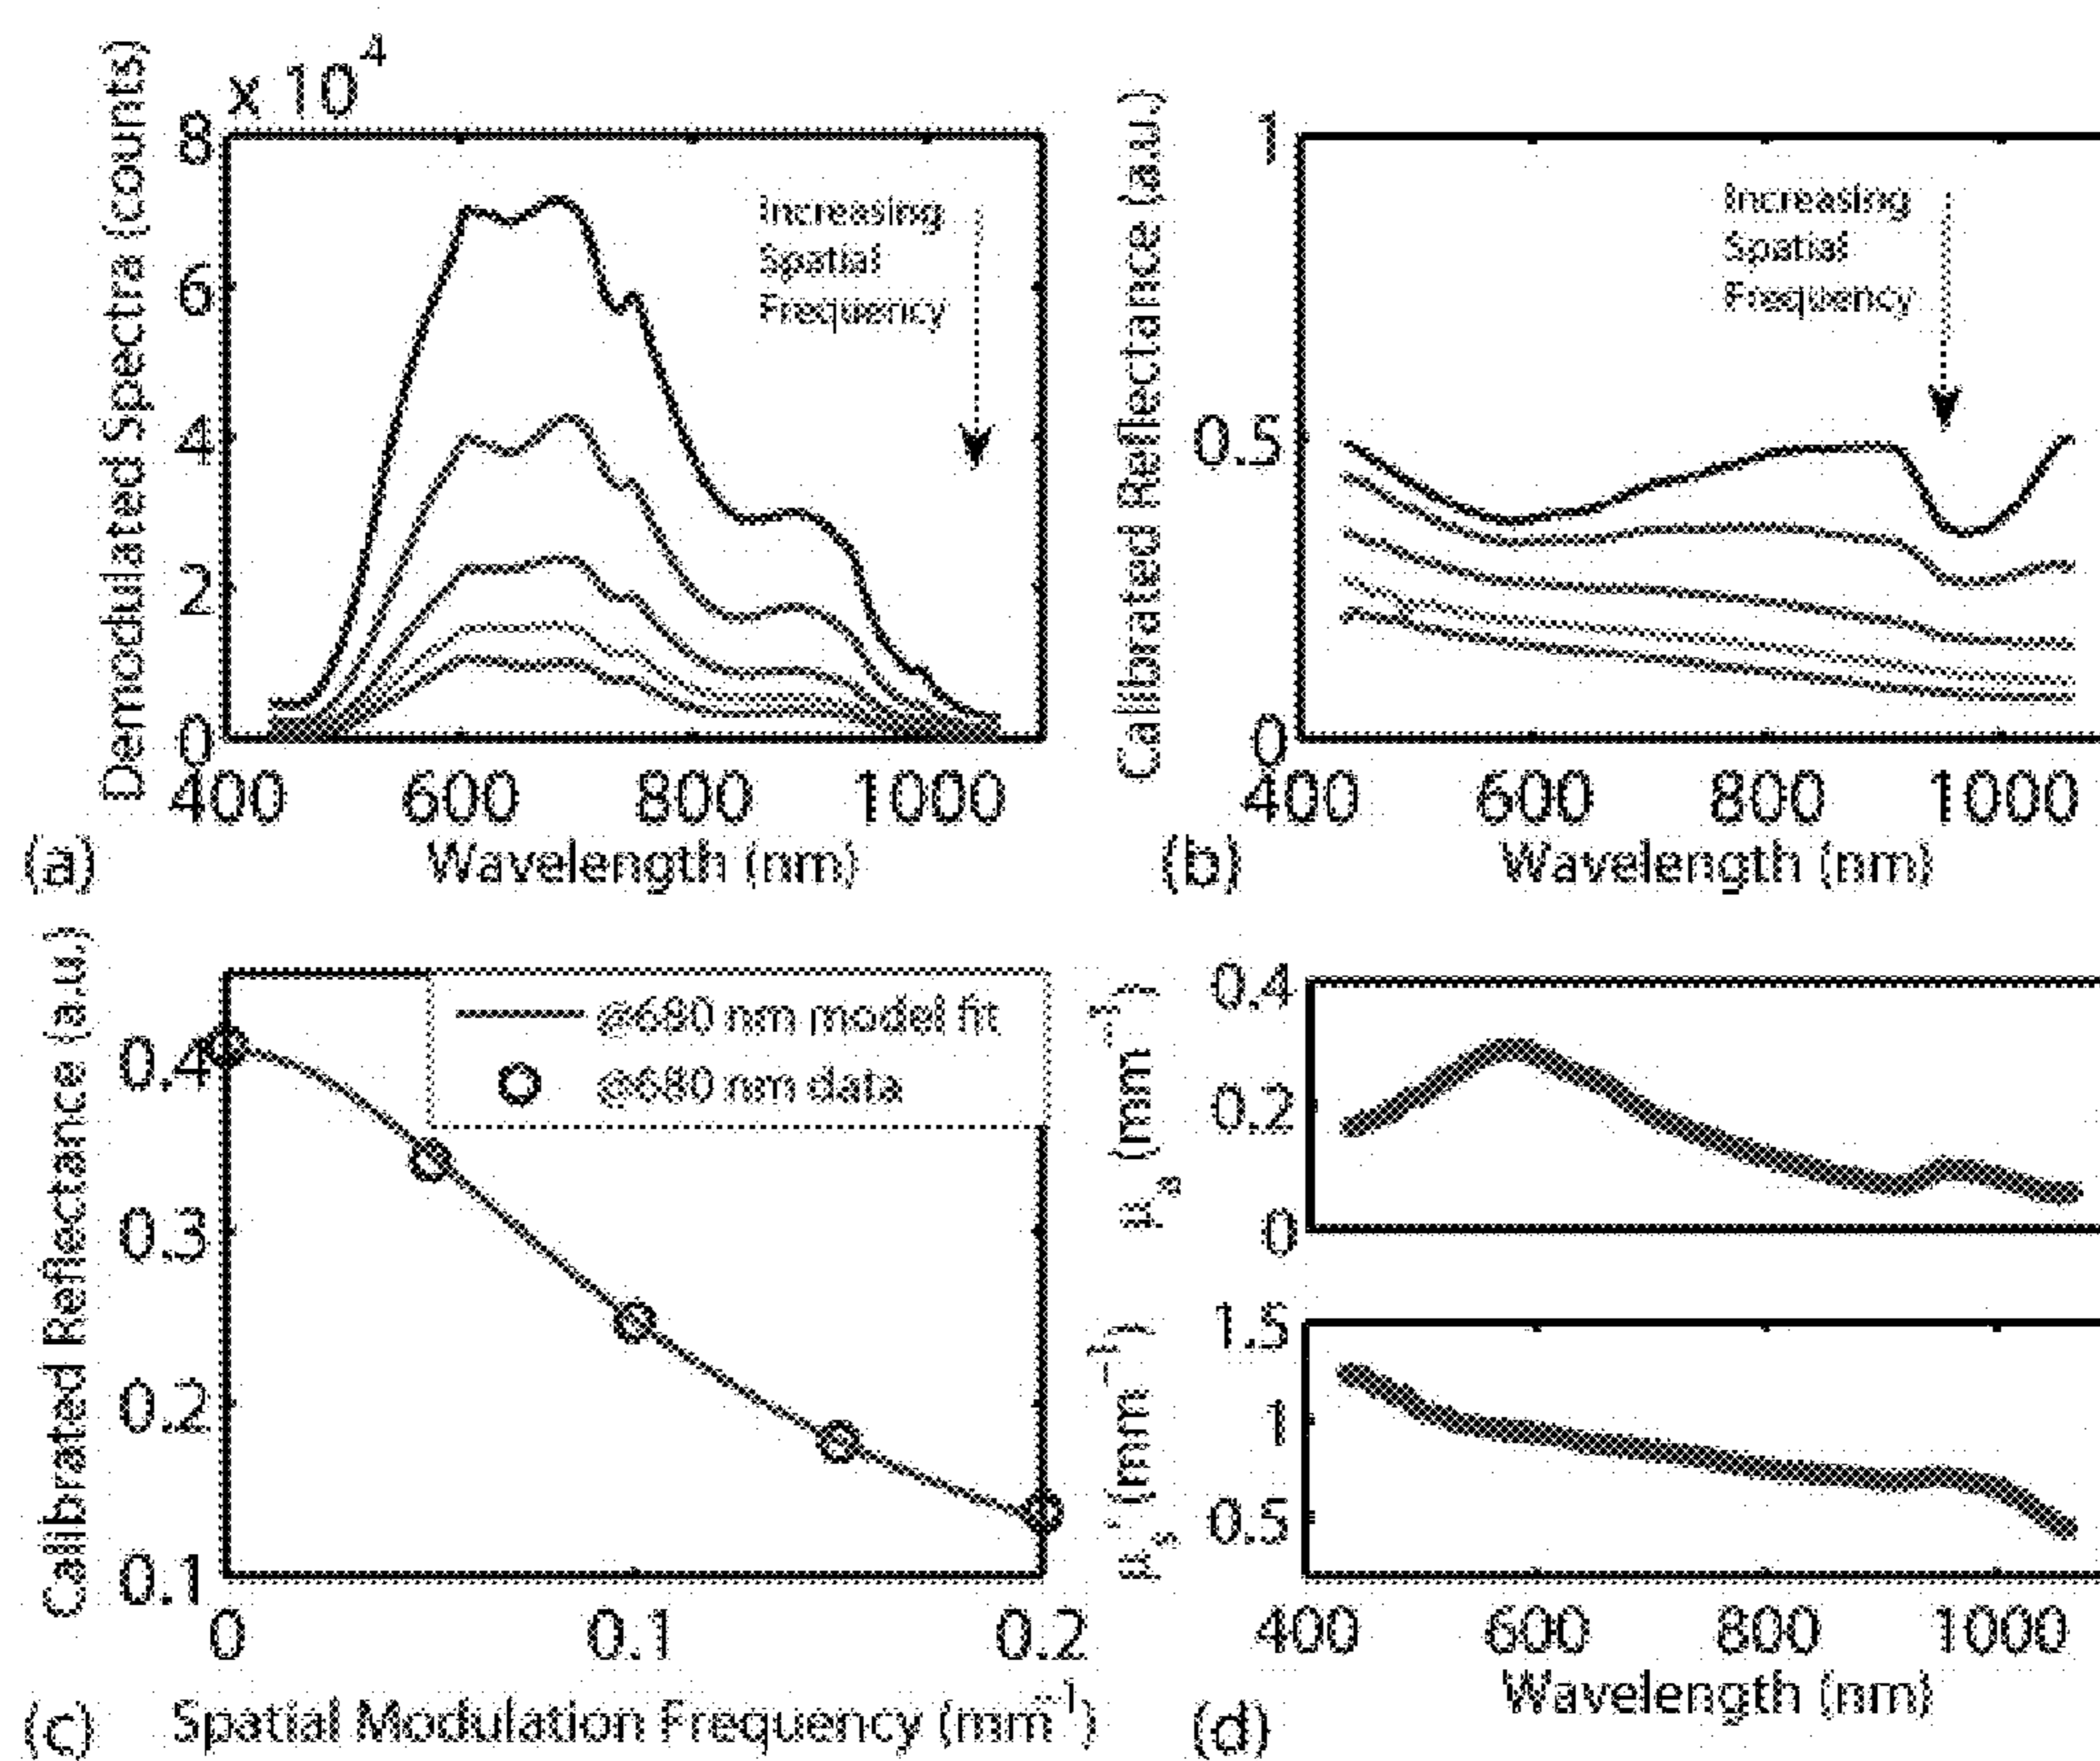 x 10^4
Demodulated Spectra (counts)
8
6
4
2
0
400 600 800 1000
Wavelength (nm)
Increasing
Spatial
Frequency
(a)
Calibrated Reflectance (a.u.)
1
0.5
0
400 600 800 1000
Wavelength (nm)
Increasing
Spatial
Frequency
(b)
Calibrated Reflectance (a.u.)
0.4
0.3
0.2
0.1
0 0.1 0.2
Spatial Modulation Frequency (mm⁻¹)
@680 nm model fit
@680 nm data
(c)
μₐ (mm⁻¹)
0.4
0.2
0
μₛ' (mm⁻¹)
1.5
1
0.5
400 600 800 1000
Wavelength (nm)
(d)